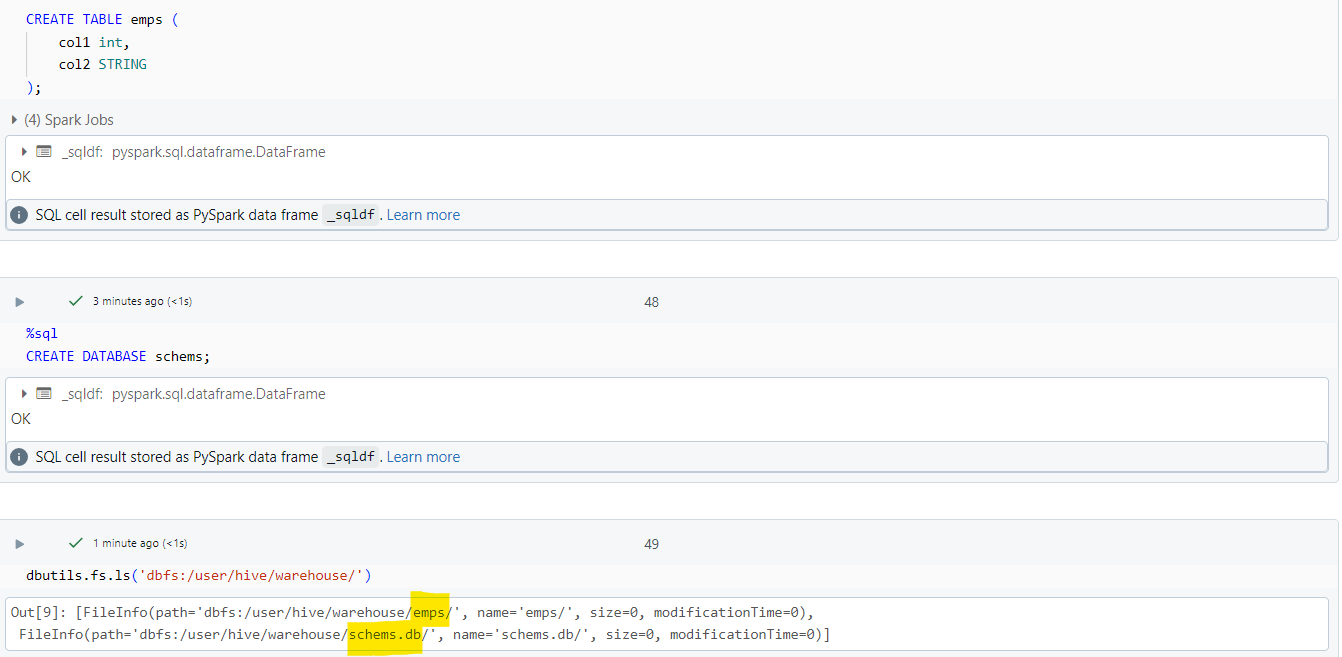 CREATE TABLE emps (
col1 int,
col2 STRING
);
(4) Spark Jobs
_sqldf: pyspark.sql.dataframe.DataFrame
OK
SQL cell result stored as PySpark data frame _sqldf. Learn more
3 minutes ago (<1s) 48
%sql
CREATE DATABASE schems;
_sqldf: pyspark.sql.dataframe.DataFrame
OK
SQL cell result stored as PySpark data frame _sqldf. Learn more
1 minute ago (<1s) 49
dbutils.fs.ls('dbfs:/user/hive/warehouse/')
Out[9]: [FileInfo(path='dbfs:/user/hive/warehouse/emps/', name='emps/', size=0, modificationTime=0),
FileInfo(path='dbfs:/user/hive/warehouse/schems.db/', name='schems.db/', size=0, modificationTime=0)]